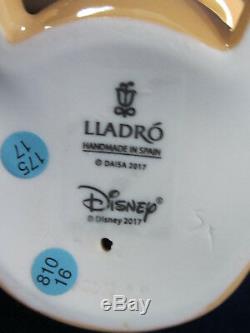 LLADRÓ
HANDMADE IN SPAIN
© DAISA 2017
175
17
Disney®
© Disney 2017
810
16